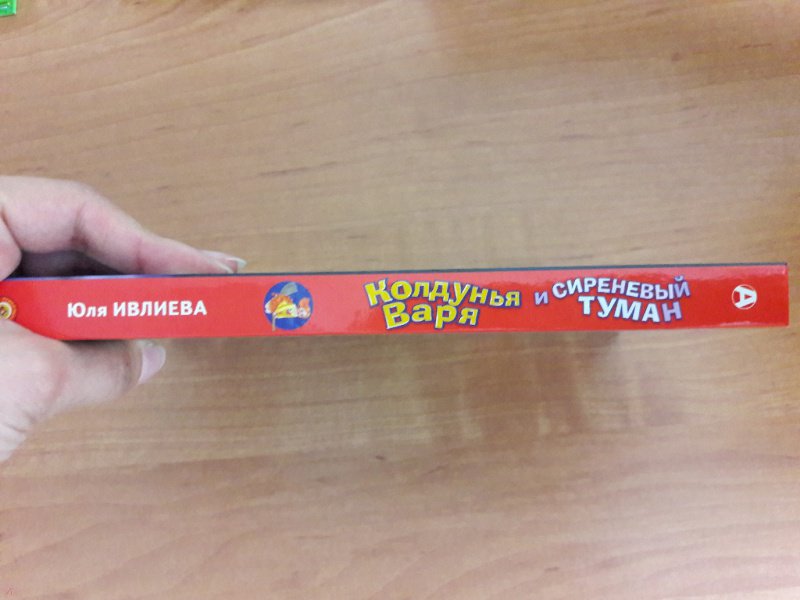 Юля ИВЛИЕВА
Колдунья
Варя
и СИРЕНЕВЫЙ
ТУМАН
А